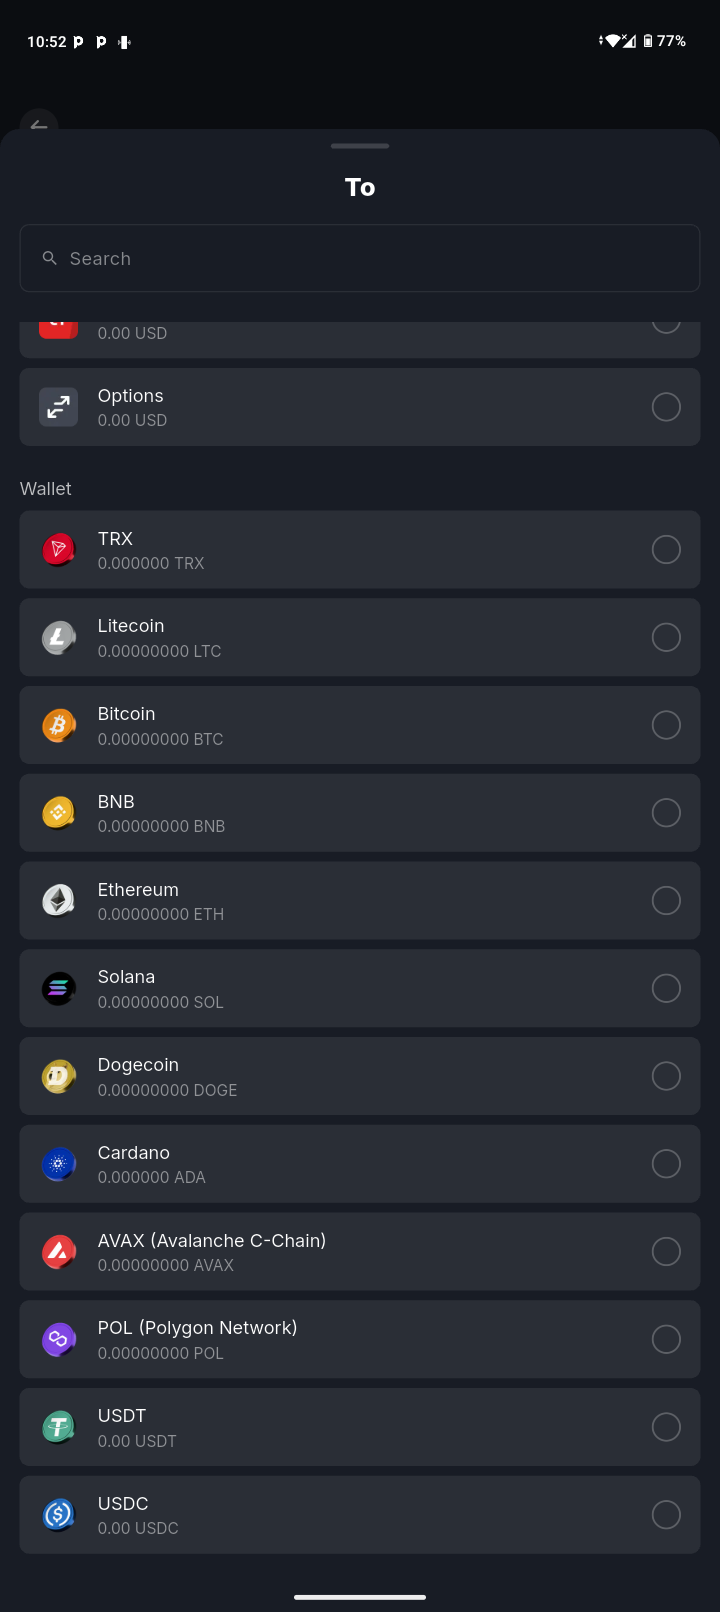 10:52
77%
To
Search
0.00 USD
Options
0.00 USD
Wallet
TRX
0.000000 TRX
Litecoin
0.00000000 LTC
Bitcoin
0.00000000 BTC
BNB
0.00000000 BNB
Ethereum
0.00000000 ETH
Solana
0.00000000 SOL
Dogecoin
0.00000000 DOGE
Cardano
0.000000 ADA
AVAX (Avalanche C-Chain)
0.00000000 AVAX
POL (Polygon Network)
0.00000000 POL
USDT
0.00 USDT
USDC
0.00 USDC